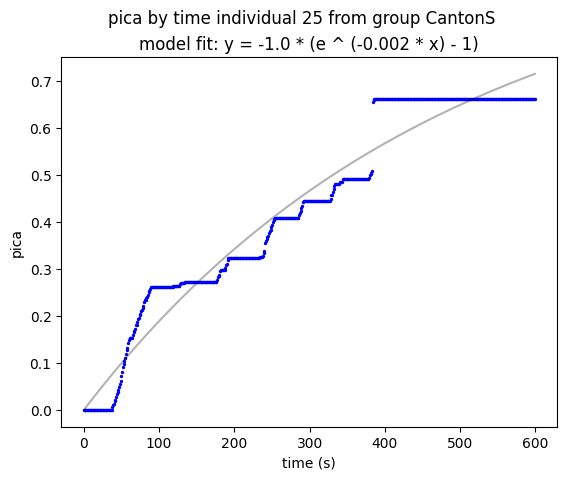 pica by time individual 25 from group CantonS
model fit: y = -1.0 * (e ^ (-0.002 * x) - 1)
0.7
0.6
0.5
0.4
0.3
0.2
0.1
0.0
pica
0 100 200 300 400 500 600
time (s)